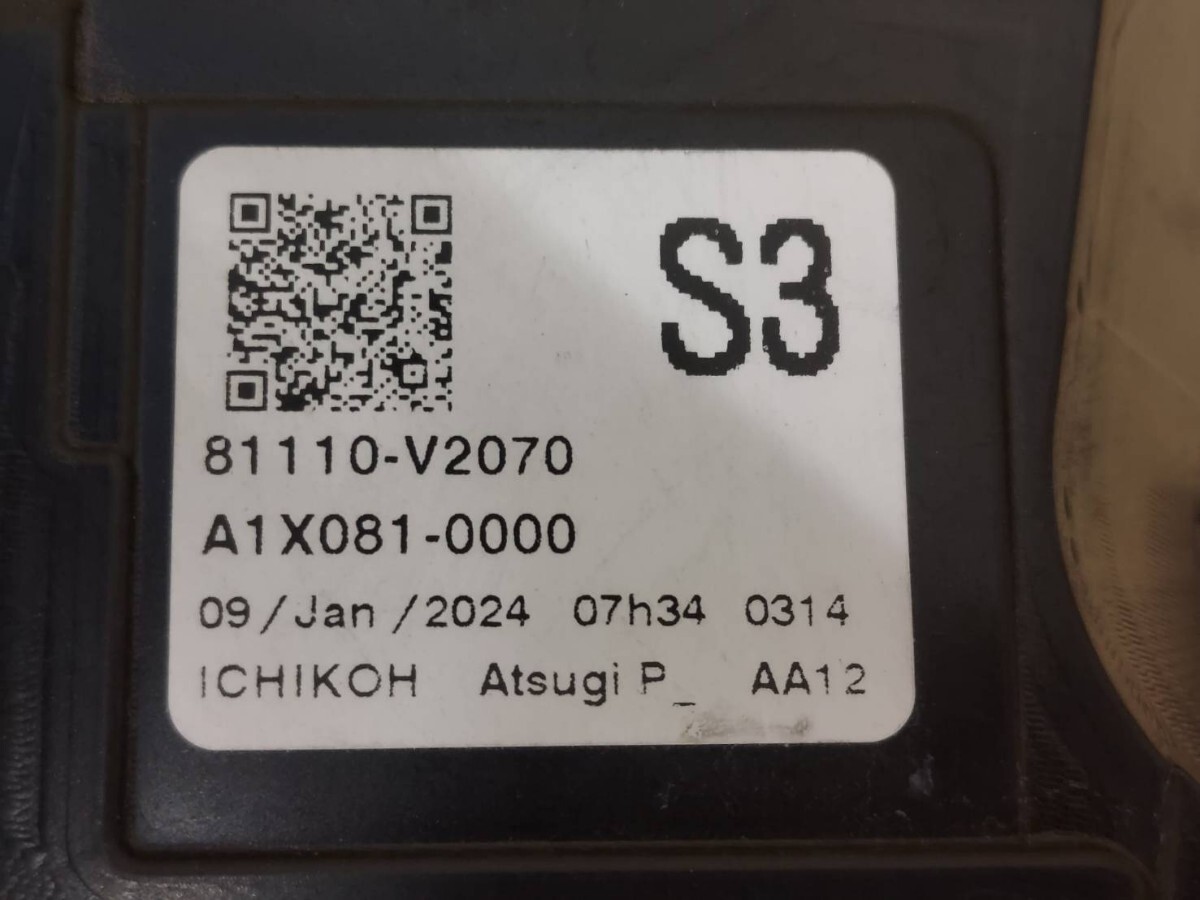 S3
81110-V2070
A1X081-0000
09/Jan/2024 07h34 0314
ICHIKOH Atsugi P_ AA12